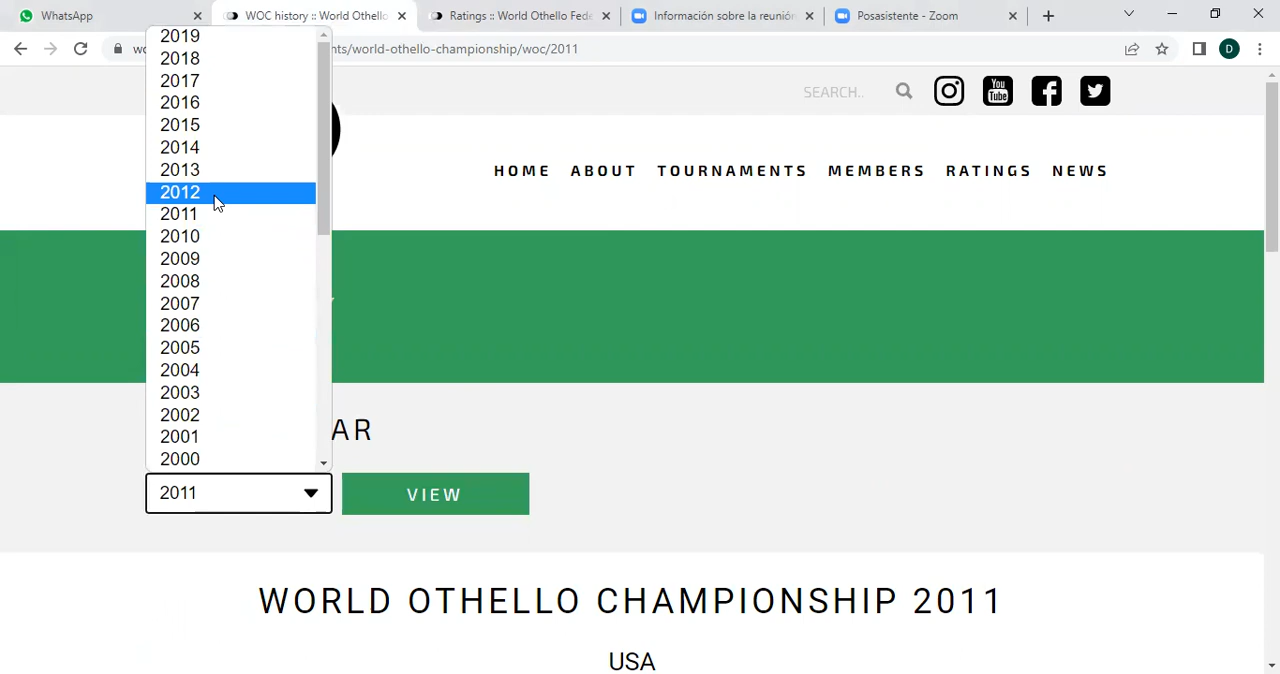 WhatsApp
WOC history :: World Othello
Ratings :: World Othello Fede
Información sobre la reunión
Posasistente - Zoom
nts/world-othello-championship/woc/2011
D
SEARCH..
You Tube
HOME ABOUT TOURNAMENTS MEMBERS RATINGS NEWS
2019
2018
2017
2016
2015
2014
2013
2012
2011
2010
2009
2008
2007
2006
2005
2004
2003
2002
2001
2000
AR
2011
VIEW
WORLD OTHELLO CHAMPIONSHIP 2011
USA